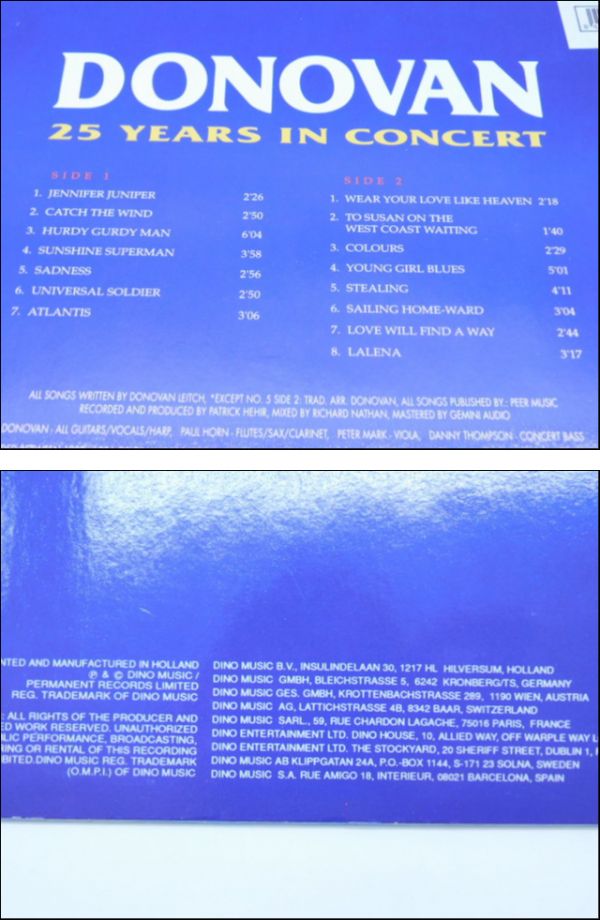 DONOVAN
25 YEARS IN CONCERT
SIDE 1
1. JENNIFER JUNIPER 2'26
2. CATCH THE WIND 2'50
3. HURDY GURDY MAN 6'04
4. SUNSHINE SUPERMAN 3'58
5. SADNESS 2'56
6. UNIVERSAL SOLDIER 2'50
7. ATLANTIS 3'06
SIDE 2
1. WEAR YOUR LOVE LIKE HEAVEN 2'18
2. TO SUSAN ON THE
WEST COAST WAITING 1'40
3. COLOURS 2'29
4. YOUNG GIRL BLUES 5'01
5. STEALING 4'11
6. SAILING HOME-WARD 3'04
7. LOVE WILL FIND A WAY 2'44
8. LALENA 3'17
ALL SONGS WRITTEN BY DONOVAN LEITCH, *EXCEPT NO. 5 SIDE 2: TRAD. ARR. DONOVAN, ALL SONGS PUBLISHED BY.: PEER MUSIC
RECORDED AND PRODUCED BY PATRICK HEHIR, MIXED BY RICHARD NATHAN, MASTERED BY GEMINI AUDIO
DONOVAN - ALL GUITARS/VOCALS/HARP, PAUL HORN - FLUTES/SAX/CLARINET, PETER MARK - VIOLA, DANNY THOMPSON - CONCERT BASS
NTED AND MANUFACTURED IN HOLLAND
℗ & © DINO MUSIC /
PERMANENT RECORDS LIMITED
REG. TRADEMARK OF DINO MUSIC
: ALL RIGHTS OF THE PRODUCER AND
ED WORK RESERVED. UNAUTHORIZED
LIC PERFORMANCE, BROADCASTING,
RING OR RENTAL OF THIS RECORDING
BITED.DINO MUSIC REG. TRADEMARK
(O.M.P.I.) OF DINO MUSIC
DINO MUSIC B.V., INSULINDELAAN 30, 1217 HL HILVERSUM, HOLLAND
DINO MUSIC GMBH, BLEICHSTRASSE 5, 6242 KRONBERG/TS, GERMANY
DINO MUSIC GES. GMBH, KROTTENBACHSTRASSE 289, 1190 WIEN, AUSTRIA
DINO MUSIC AG, LATTICHSTRASSE 4B, 8342 BAAR, SWITZERLAND
DINO MUSIC SARL., 59, RUE CHARDON LAGACHE, 75016 PARIS, FRANCE
DINO ENTERTAINMENT LTD. DINO HOUSE, 10, ALLIED WAY, OFF WARPLE WAY L
DINO ENTERTAINMENT LTD. THE STOCKYARD, 20 SHERIFF STREET, DUBLIN 1,
DINO MUSIC AB KLIPPGATAN 24A, P.O.-BOX 1144, S-171 23 SOLNA, SWEDEN
DINO MUSIC S.A. RUE AMIGO 18, INTERIEUR, 08021 BARCELONA, SPAIN